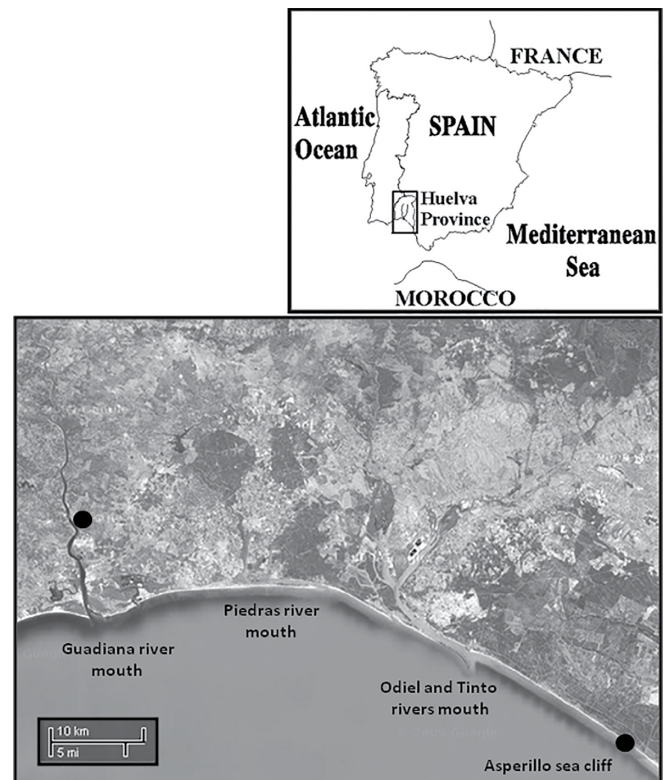 FRANCE
Atlantic
Ocean
SPAIN
Huelva
Province
Mediterranean
Sea
MOROCCO
Piedras river
mouth
Guadiana river
mouth
Odiel and Tinto
rivers mouth
10 km
5 mi
Asperillo sea cliff